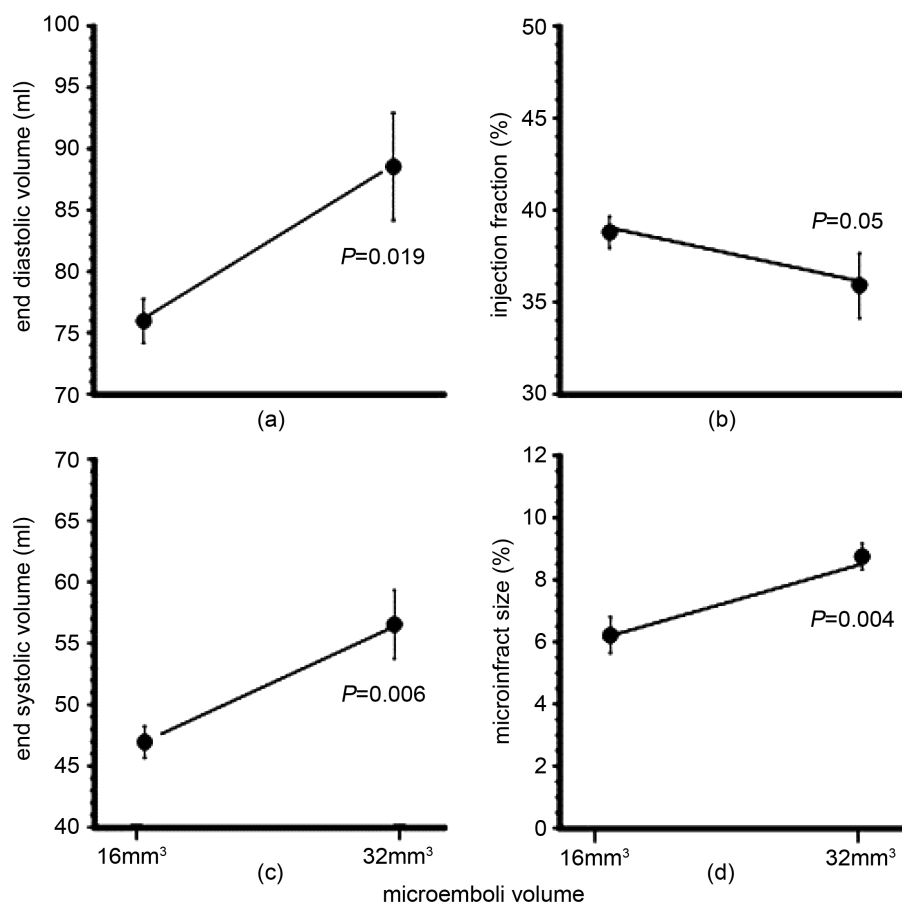 end diastolic volume (ml)
100
95
90
85
80
75
70
P=0.019
(a)
injection fraction (%)
50
45
40
35
30
P=0.05
(b)
end systolic volume (ml)
70
65
60
55
50
45
40
P=0.006
16mm³
32mm³
(c)
microinfract size (%)
12
10
8
6
4
2
0
P=0.004
16mm³
32mm³
(d)
microemboli volume